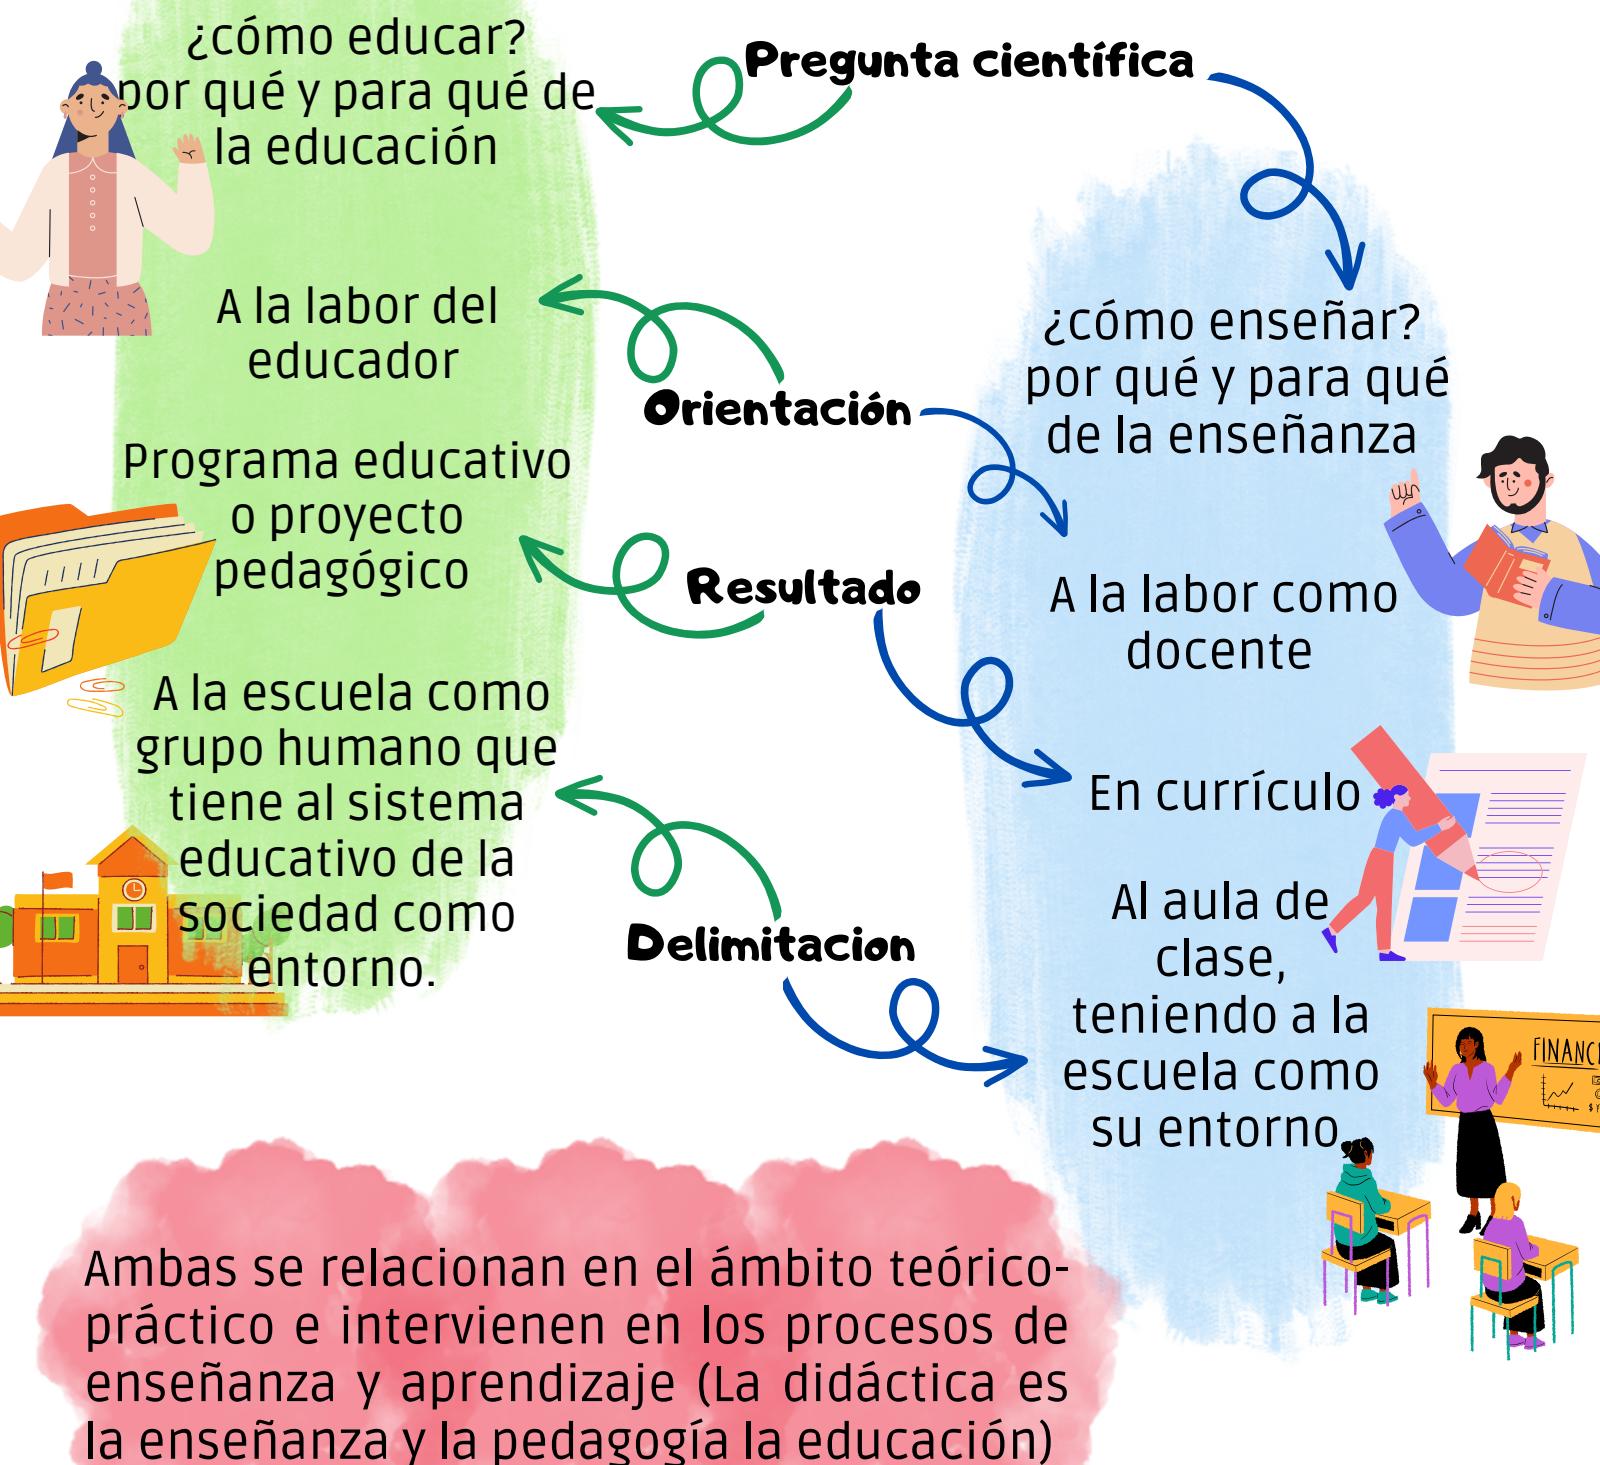 ¿cómo educar?
por qué y para qué de
la educación
Pregunta científica
A la labor del
educador
Orientación
¿cómo enseñar?
por qué y para qué
de la enseñanza
Programa educativo
o proyecto
pedagógico
Resultado
A la labor como
docente
A la escuela como
grupo humano que
tiene al sistema
educativo de la
sociedad como
entorno.
Delimitacion
En currículo
Al aula de
clase,
teniendo a la
escuela como
su entorno.
FINANC
Ambas se relacionan en el ámbito teórico-
práctico e intervienen en los procesos de
enseñanza y aprendizaje (La didáctica es
la enseñanza y la pedagogía la educación)